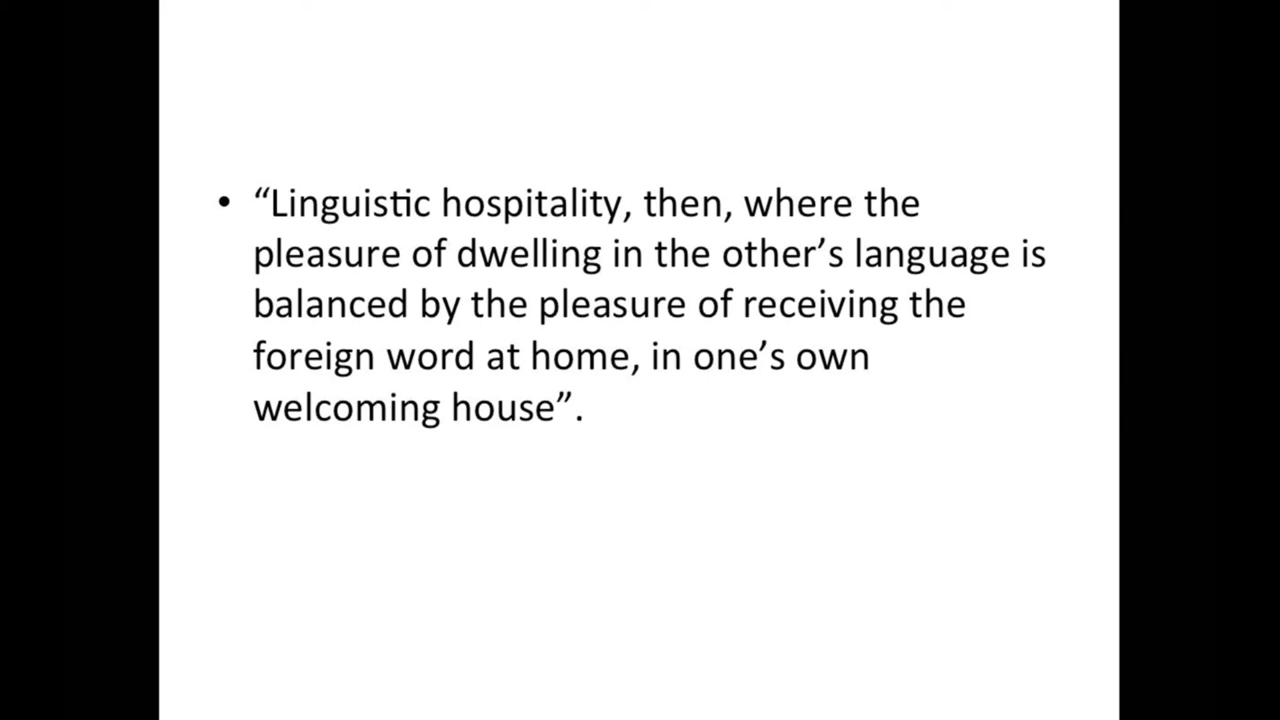 • “Linguistic hospitality, then, where the
pleasure of dwelling in the other’s language is
balanced by the pleasure of receiving the
foreign word at home, in one’s own
welcoming house”.